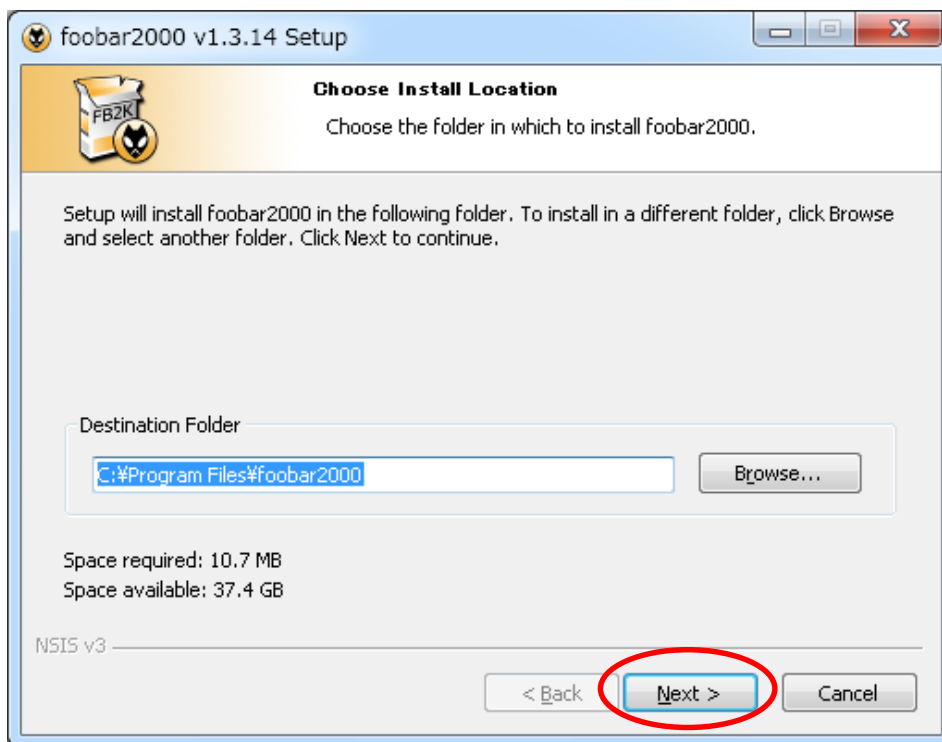 foobar2000 v1.3.14 Setup
FB2K
Choose Install Location
Choose the folder in which to install foobar2000.
Setup will install foobar2000 in the following folder. To install in a different folder, click Browse
and select another folder. Click Next to continue.
Destination Folder
C:¥Program Files¥foobar2000
Browse...
Space required: 10.7 MB
Space available: 37.4 GB
NSIS v3
< Back
Next >
Cancel